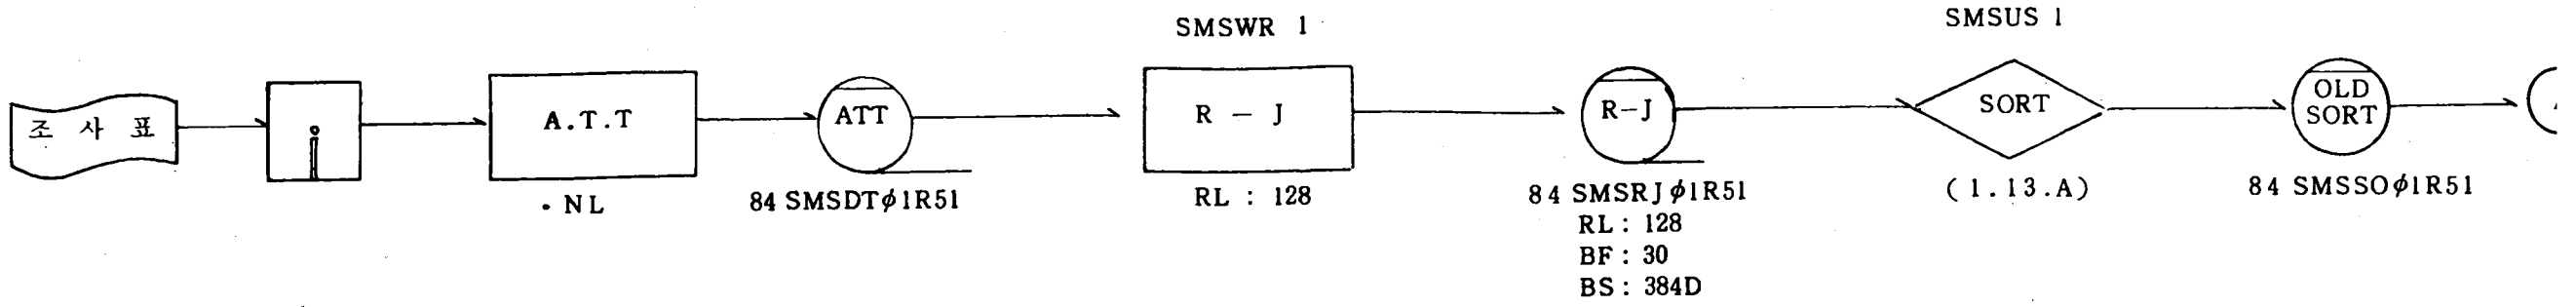 SMSWR 1
SMSUS 1
조 사 표
A.T.T
ATT
R - J
R-J
SORT
OLD
SORT
• NL
84 SMSDTφ1R51
RL : 128
84 SMSRJφ1R51
(1.13.A)
84 SMSSOφ1R51
RL : 128
BF : 30
BS : 384D